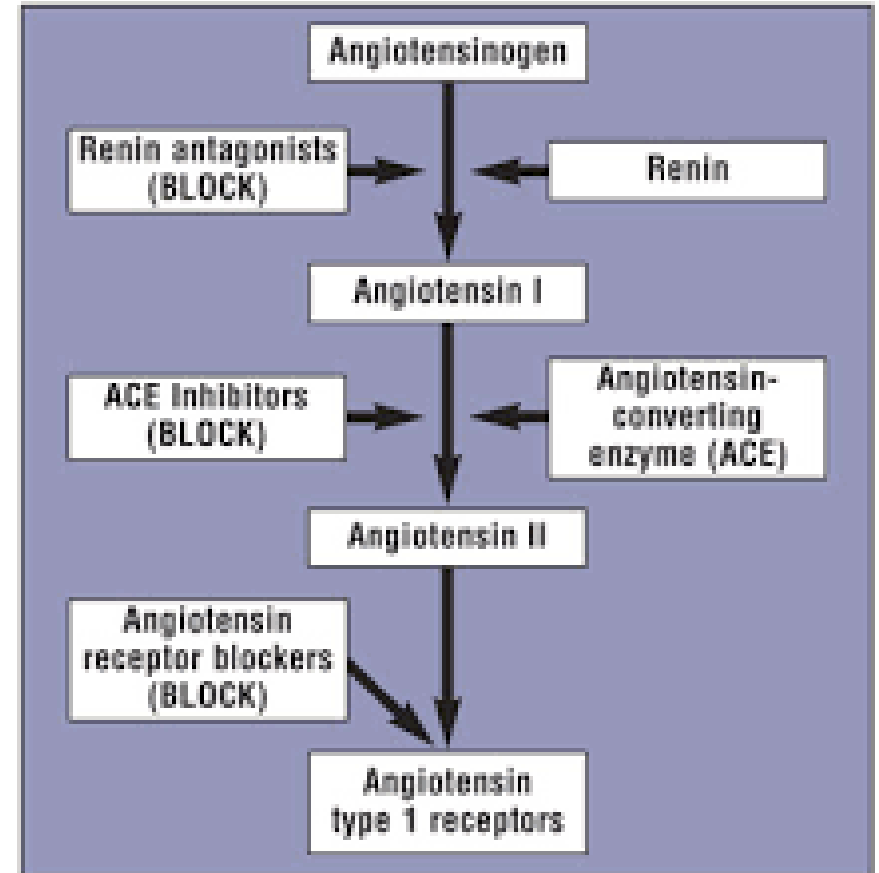 Angiotensinogen
Renin antagonists
(BLOCK)
Renin
Angiotensin I
ACE Inhibitors
(BLOCK)
Angiotensin-
converting
enzyme (ACE)
Angiotensin II
Angiotensin
receptor blockers
(BLOCK)
Angiotensin
type 1 receptors